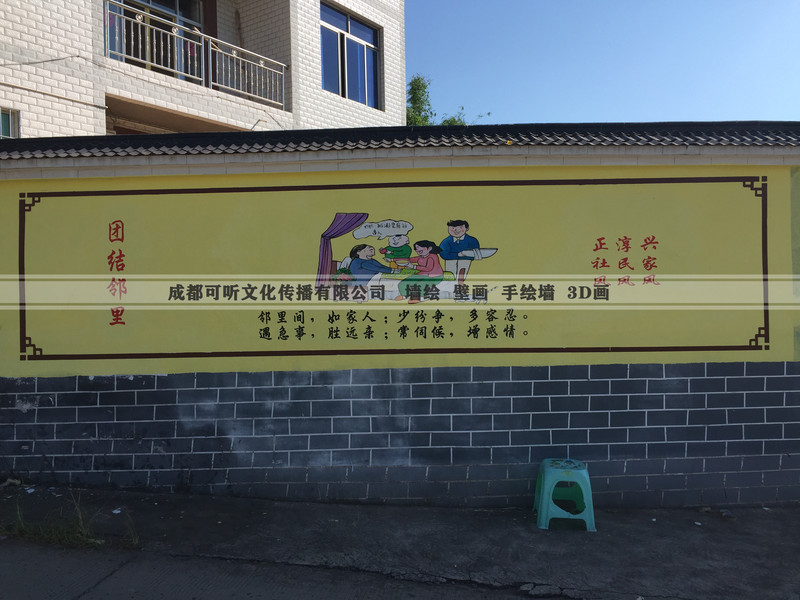 团结邻里
兴家风
淳民风
正社风
成都可听文化传播有限公司 墙绘 壁画 手绘墙 3D画
邻里间，如家人；少纷争，多容忍。
遇急事，胜远亲；常伺候，增感情。